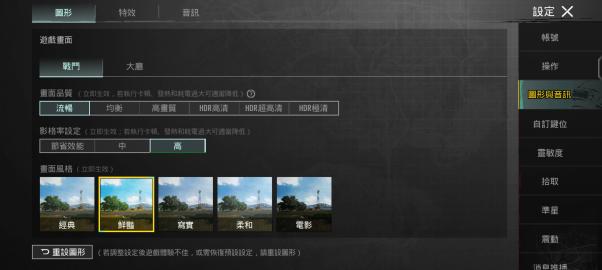 圖形 特效 音訊
設定 X
遊戲畫面
戰鬥 大廳
畫面品質（立即生效，若執行卡頓、發熱和耗電過大可適當降低）?
流暢 均衡 高畫質 HDR高清 HDR超高清 HDR極清
影格率設定（立即生效；若執行卡頓、發熱和耗電過大可適當降低）
節省效能 中 高
畫面風格（立即生效）
經典 鮮豔 寫實 柔和 電影
重設圖形（若調整設定後遊戲體驗不佳，或需恢復預設設定，請重設圖形）
帳號
操作
圖形與音訊
自訂鍵位
靈敏度
拾取
準星
震動
消息推播